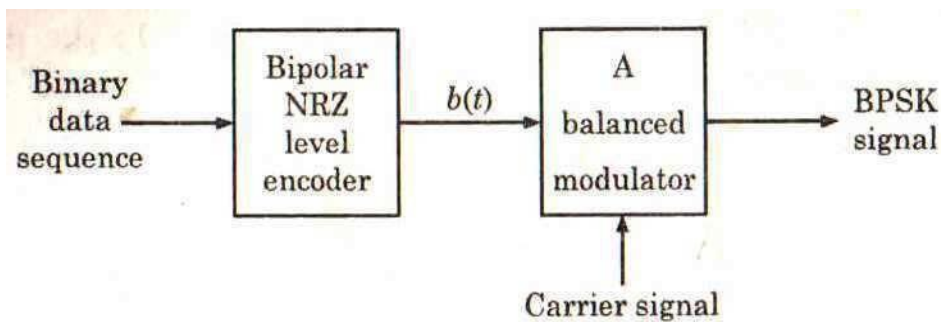 Binary
data
sequence
Bipolar
NRZ
level
encoder
b(t)
A
balanced
modulator
BPSK
signal
Carrier signal